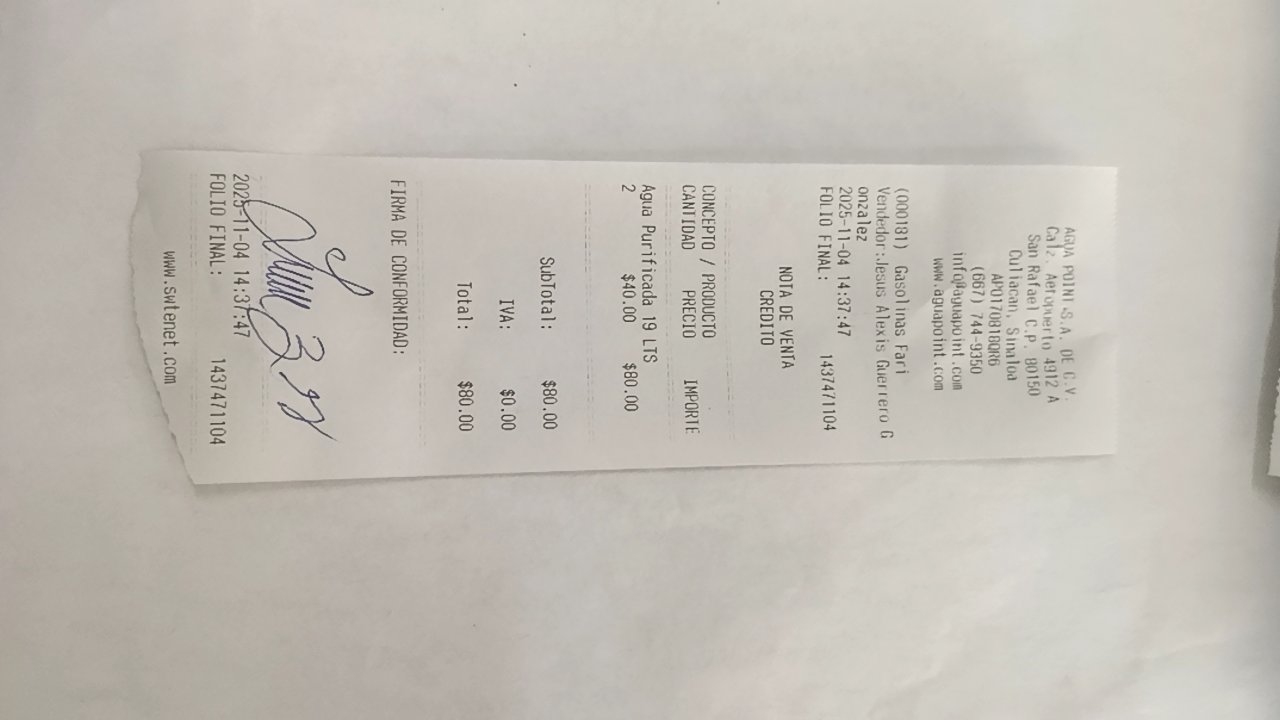 AGUA POINT S.A. DE C.V.
Calz. Aeropuerto 4912 A
San Rafael C.P. 80150
Culiacan, Sinaloa
APO170818QR6
(667) 744-9350
info@aguapoint.com
www.aguapoint.com
(000181) Gasolinas Fari
Vendedor:Jesus Alexis Guerrero G
onzalez
2025-11-04 14:37:47
FOLIO FINAL: 1437471104
NOTA DE VENTA
CREDITO
CONCEPTO / PRODUCTO
CANTIDAD PRECIO IMPORTE
Agua Purificada 19 LTS
2 $40.00 $80.00
SubTotal: $80.00
IVA: $0.00
Total: $80.00
FIRMA DE CONFORMIDAD:
2025-11-04 14:37:47
FOLIO FINAL: 1437471104
www.swtenet.com